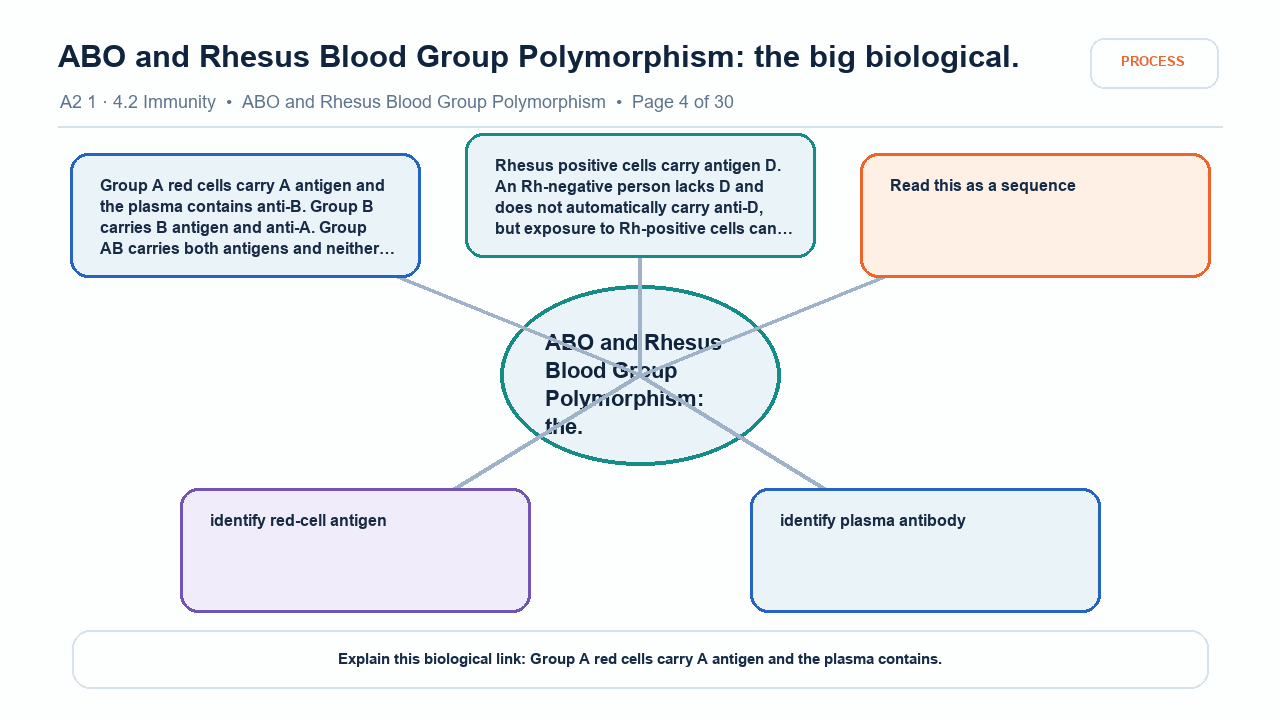 ABO and Rhesus Blood Group Polymorphism: the big biological.
PROCESS
A2 1 · 4.2 Immunity • ABO and Rhesus Blood Group Polymorphism • Page 4 of 30
Group A red cells carry A antigen and
the plasma contains anti-B. Group B
carries B antigen and anti-A. Group
AB carries both antigens and neither…
Rhesus positive cells carry antigen D.
An Rh-negative person lacks D and
does not automatically carry anti-D,
but exposure to Rh-positive cells can…
Read this as a sequence
ABO and Rhesus
Blood Group
Polymorphism:
the.
identify red-cell antigen
identify plasma antibody
Explain this biological link: Group A red cells carry A antigen and the plasma contains.